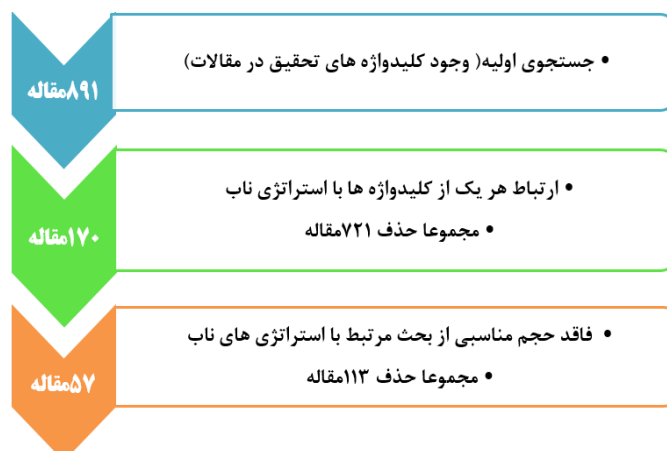 • جستجوی اولیه( وجود کلیدواژه های تحقیق در مقالات)
۸۹۱مقاله
• ارتباط هر یک از کلیدواژه ها با استراتژی ناب
• مجموعا حذف ۷۲۱مقاله
۱۷۰مقاله
• فاقد حجم مناسبی از بحث مرتبط با استراتژی های ناب
• مجموعا حذف ۱۱۳مقاله
۵۷مقاله